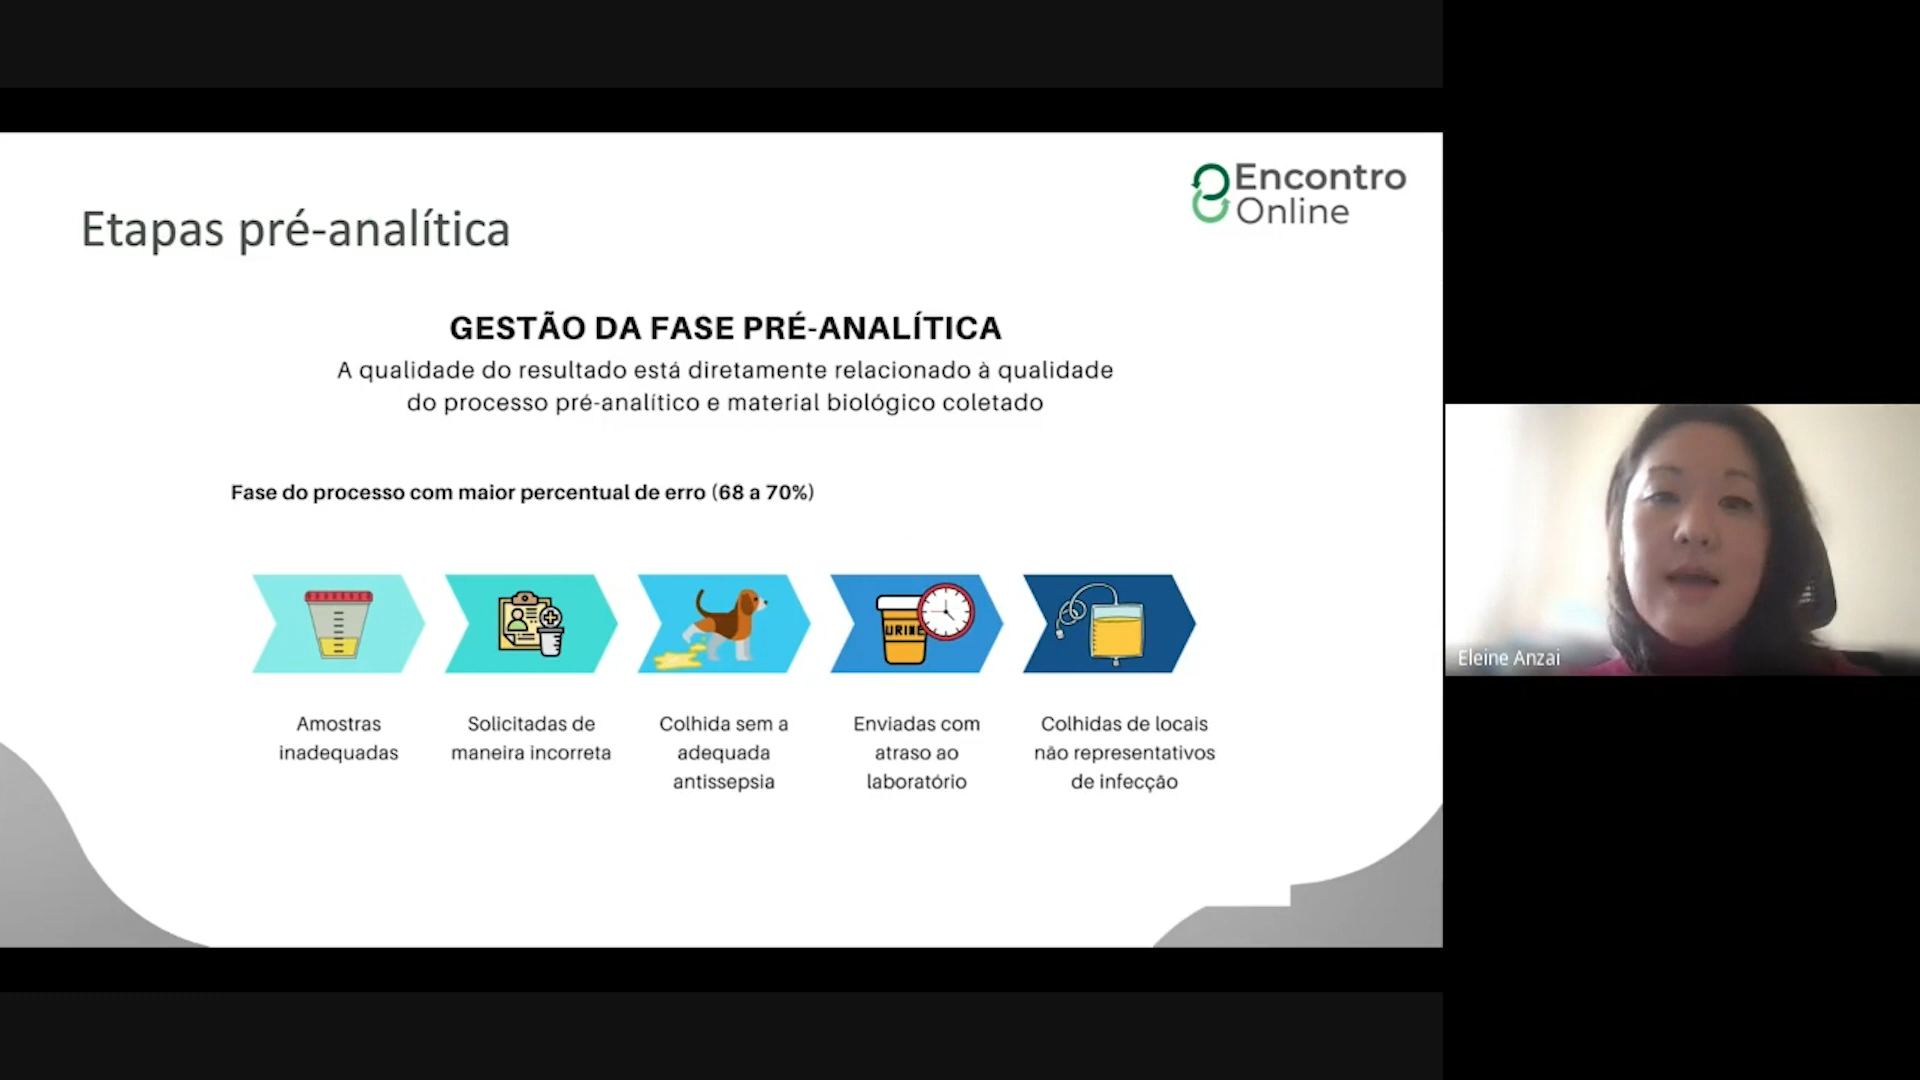 Encontro
Online
Etapas pré-analítica
GESTÃO DA FASE PRÉ-ANALÍTICA
A qualidade do resultado está diretamente relacionado à qualidade
do processo pré-analítico e material biológico coletado
Fase do processo com maior percentual de erro (68 a 70%)
URINE
Amostras
inadequadas
Solicitadas de
maneira incorreta
Colhida sem a
adequada
antissepsia
Enviadas com
atraso ao
laboratório
Colhidas de locais
não representativos
de infecção
Eleine Anzai